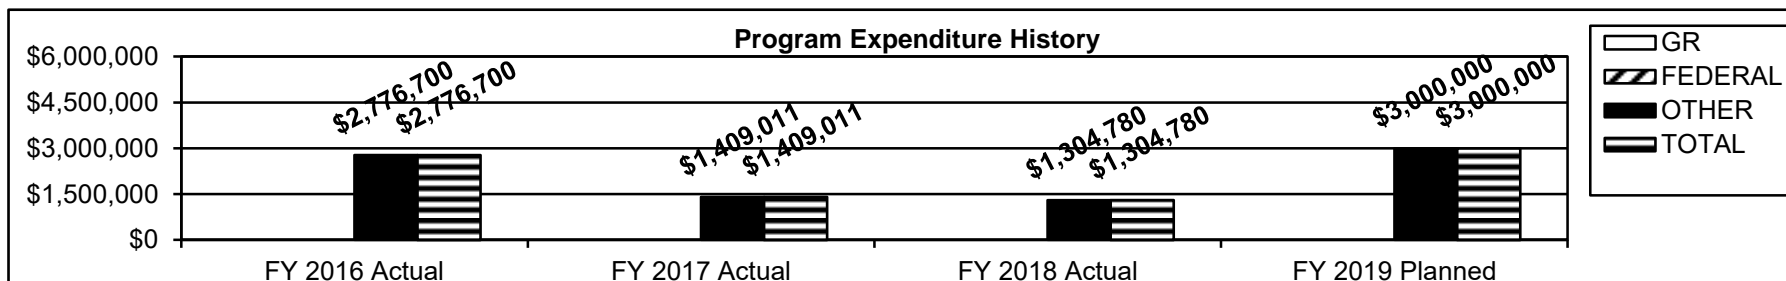 Program Expenditure History
$6,000,000
$4,500,000
$3,000,000
$1,500,000
$0
$2,776,700
$2,776,700
$1,409,011
$1,409,011
$1,304,780
$1,304,780
$3,000,000
$3,000,000
FY 2016 Actual
FY 2017 Actual
FY 2018 Actual
FY 2019 Planned
GR
FEDERAL
OTHER
TOTAL